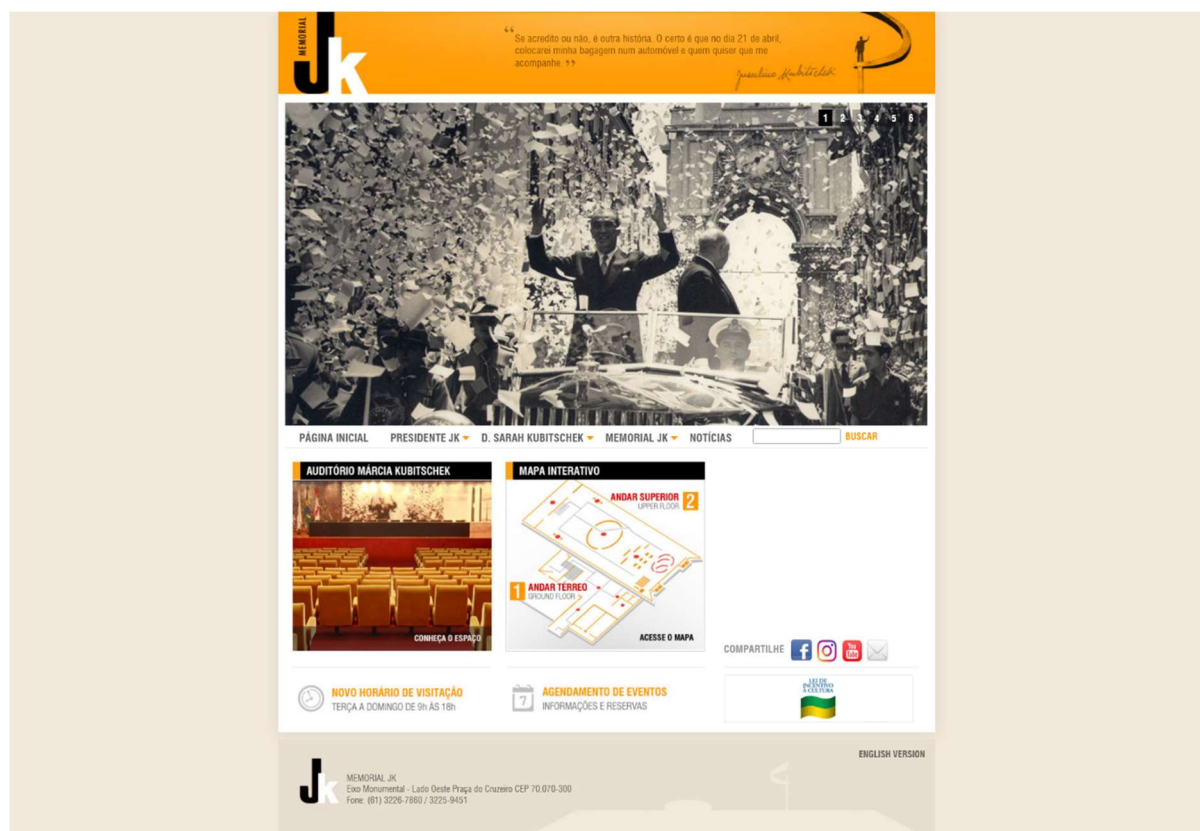 MEMORIAL
Jk
“ Se acredito ou não, é outra história. O certo é que no dia 21 de abril,
colocarei minha bagagem num automóvel e quem quiser que me
acompanhe. ”
Juscelino Kubitschek
1 2 3 4 5 6
PÁGINA INICIAL PRESIDENTE JK D. SARAH KUBITSCHEK MEMORIAL JK NOTÍCIAS BUSCAR
AUDITÓRIO MÁRCIA KUBITSCHEK
CONHEÇA O ESPAÇO
MAPA INTERATIVO
ANDAR SUPERIOR 2
UPPER FLOOR
1 ANDAR TÉRREO
GROUND FLOOR
ACESSE O MAPA
COMPARTILHE
You
Tube
NOVO HORÁRIO DE VISITAÇÃO
TERÇA A DOMINGO DE 9h ÀS 18h
7
AGENDAMENTO DE EVENTOS
INFORMAÇÕES E RESERVAS
LEI DE
INCENTIVO
À CULTURA
ENGLISH VERSION
Jk
MEMORIAL JK
Eixo Monumental - Lado Oeste Praça do Cruzeiro CEP 70.070-300
Fone: (61) 3226-7860 / 3225-9451